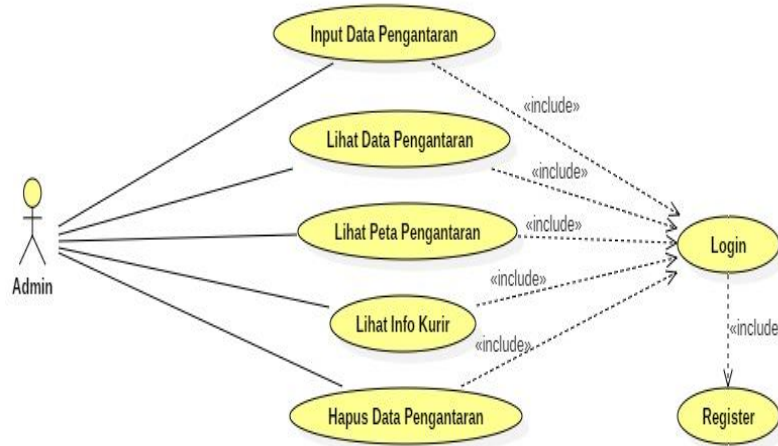 Input Data Pengantaran
«include»
Lihat Data Pengantaran
«include»
Lihat Peta Pengantaran
«include»
Login
Admin
«include»
Lihat Info Kurir
«include»
«include
Hapus Data Pengantaran
Register